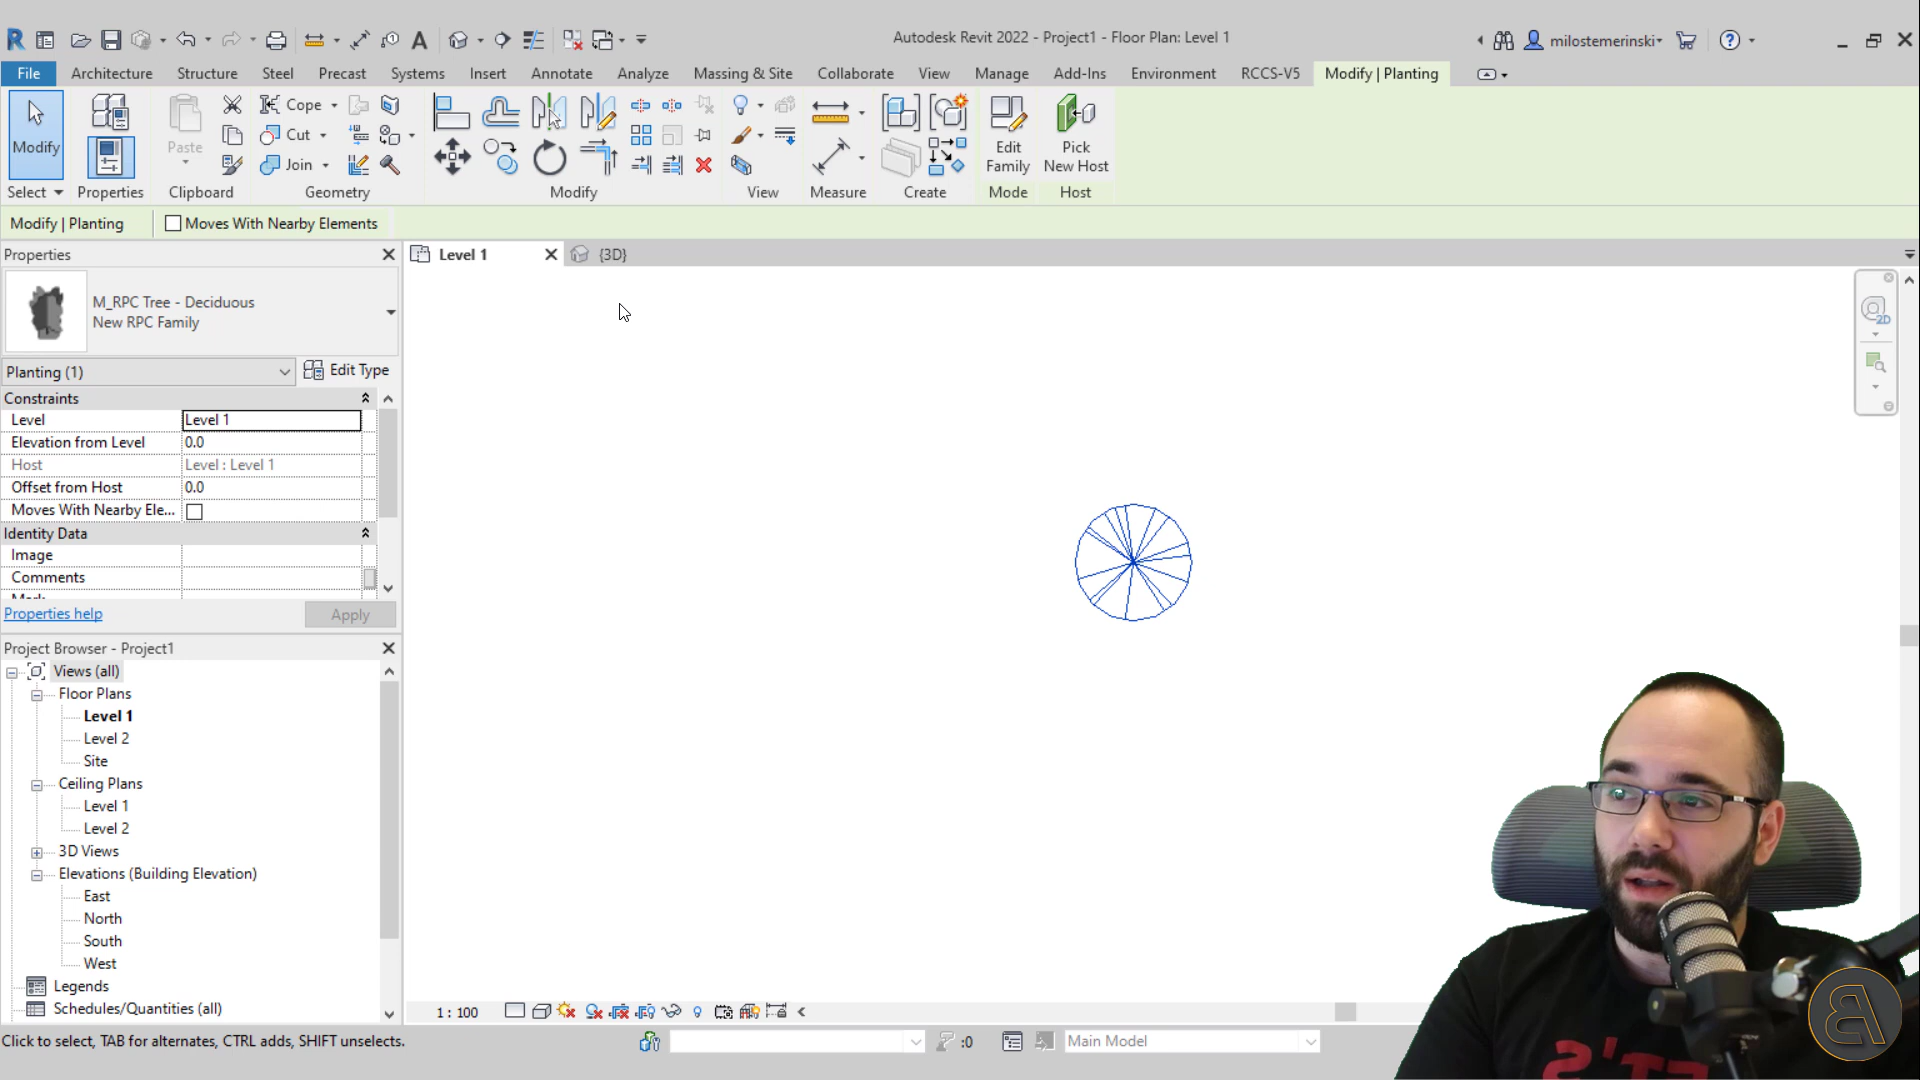 Autodesk Revit 2022 - Project1 - Floor Plan: Level 1
milostemerinski
File Architecture Structure Steel Precast Systems Insert Annotate Analyze Massing & Site Collaborate View Manage Add-Ins Environment RCCS-V5 Modify | Planting
Modify
Paste
Cope
Cut
Join
Edit Family
Pick New Host
Select Properties Clipboard Geometry Modify View Measure Create Mode Host
Modify | Planting Moves With Nearby Elements
Properties
Level 1 {3D}
2D
M_RPC Tree - Deciduous
New RPC Family
Planting (1) Edit Type
Constraints
Level Level 1
Elevation from Level 0.0
Host Level : Level 1
Offset from Host 0.0
Moves With Nearby Ele...
Identity Data
Image
Comments
Properties help Apply
Project Browser - Project1
Views (all)
Floor Plans
Level 1
Level 2
Site
Ceiling Plans
Level 1
Level 2
3D Views
Elevations (Building Elevation)
East
North
South
West
Legends
Schedules/Quantities (all)
1 : 100
Click to select, TAB for alternates, CTRL adds, SHIFT unselects.
:0
Main Model